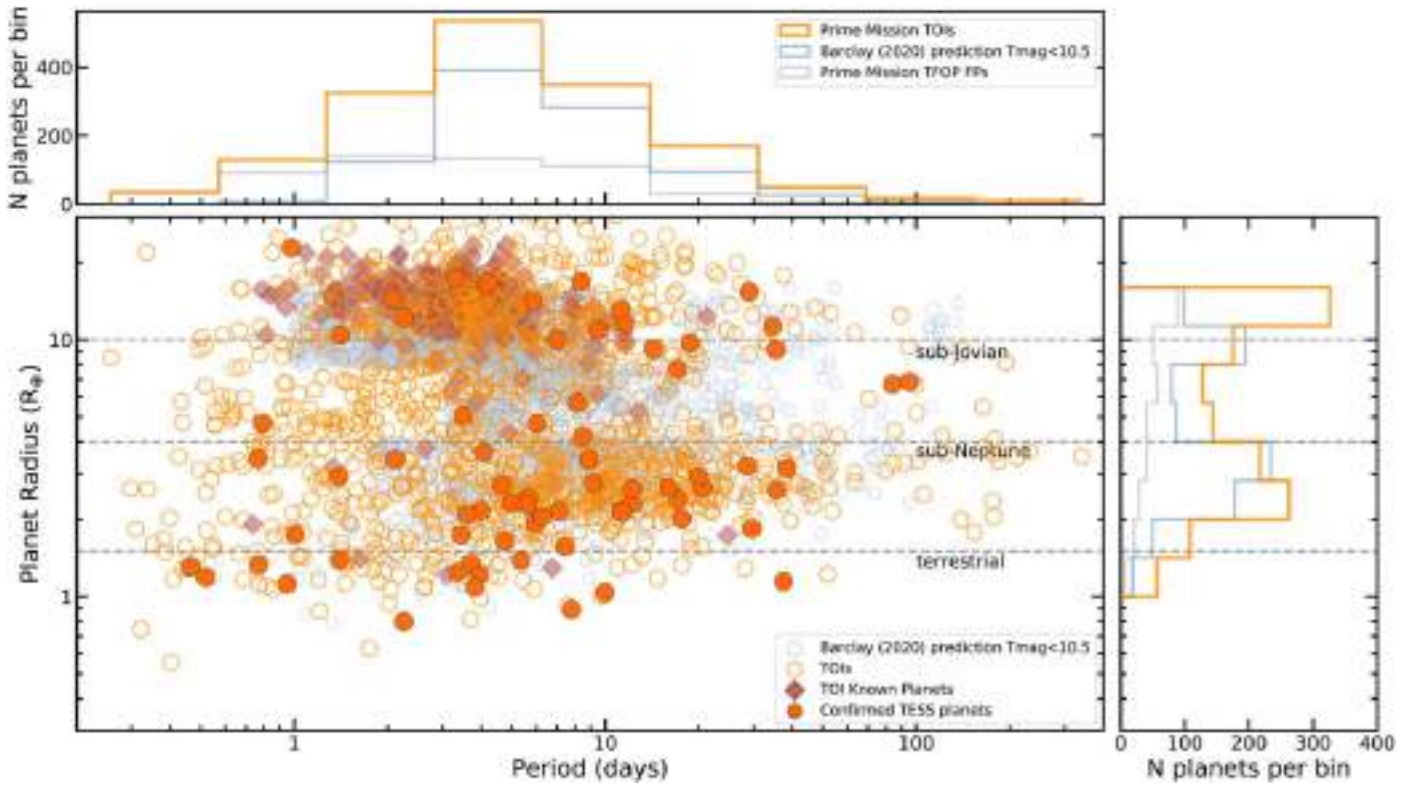 N planets per bin
400
200
0
Prime Mission TOIs
Barclay (2020) prediction Tmag<10.5
Prime Mission TFOP FPs
Planet Radius (R⊕)
10
1
sub-Jovian
sub-Neptune
terrestrial
Barclay (2020) prediction Tmag<10.5
TOIs
TOI Known Planets
Confirmed TESS planets
1 10 100
Period (days)
0 100 200 300 400
N planets per bin